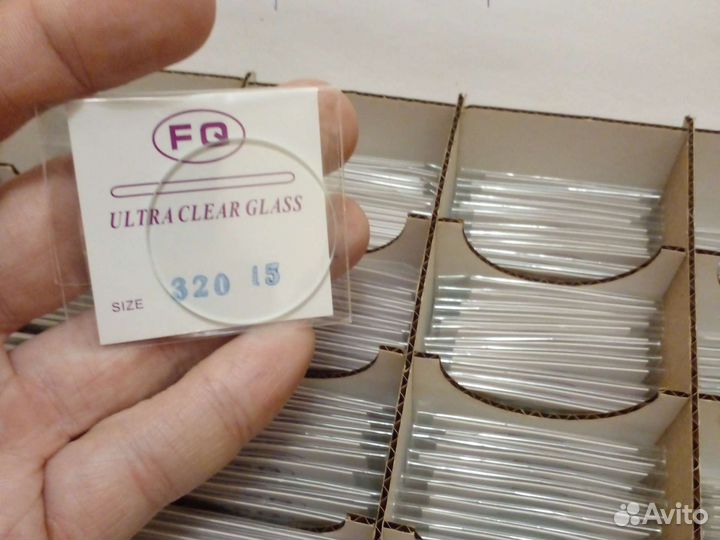 FQ
ULTRA CLEAR GLASS
SIZE 320 15
Avito